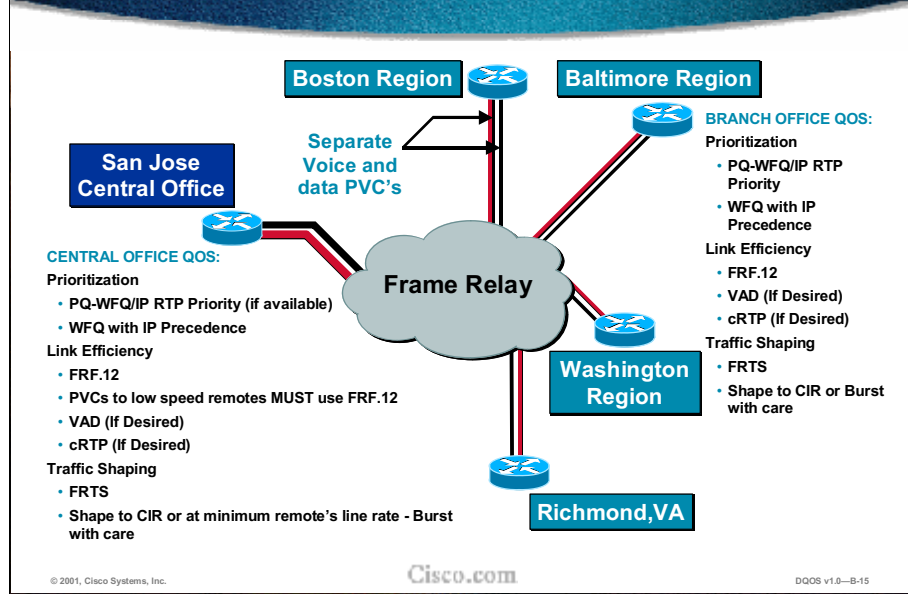 Boston Region
Baltimore Region
Separate
Voice and
data PVC's
San Jose
Central Office
Frame Relay
Washington
Region
Richmond,VA
CENTRAL OFFICE QOS:
Prioritization
• PQ-WFQ/IP RTP Priority (if available)
• WFQ with IP Precedence
Link Efficiency
• FRF.12
• PVCs to low speed remotes MUST use FRF.12
• VAD (If Desired)
• cRTP (If Desired)
Traffic Shaping
• FRTS
• Shape to CIR or at minimum remote's line rate - Burst
with care
BRANCH OFFICE QOS:
Prioritization
• PQ-WFQ/IP RTP
Priority
• WFQ with IP
Precedence
Link Efficiency
• FRF.12
• VAD (If Desired)
• cRTP (If Desired)
Traffic Shaping
• FRTS
• Shape to CIR or Burst
with care
© 2001, Cisco Systems, Inc.
Cisco.com
DQOS v1.0—B-15